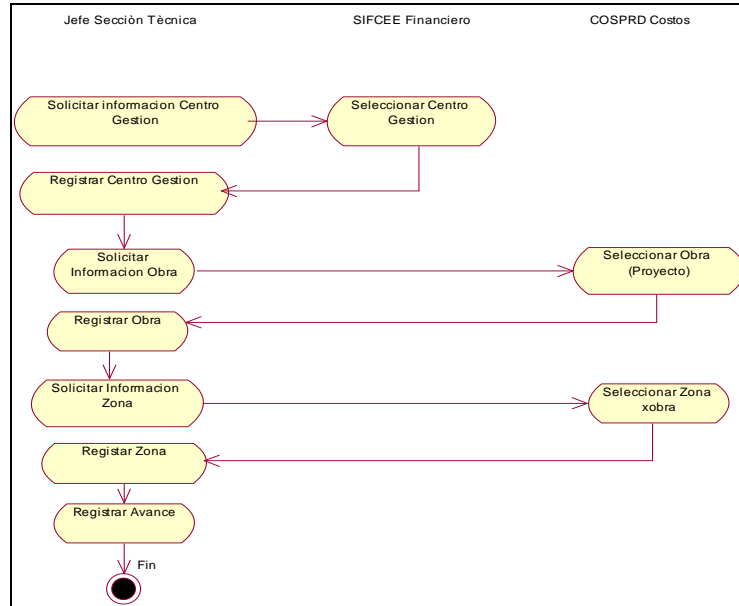 Jefe Secciòn Tècnica
SIFCEE Financiero
COSPRD Costos
Solicitar informacion Centro
Gestion
Seleccionar Centro
Gestion
Registrar Centro Gestion
Solicitar
Informacion Obra
Seleccionar Obra
(Proyecto)
Registrar Obra
Solicitar Informacion
Zona
Seleccionar Zona
xobra
Registar Zona
Registrar Avance
Fin